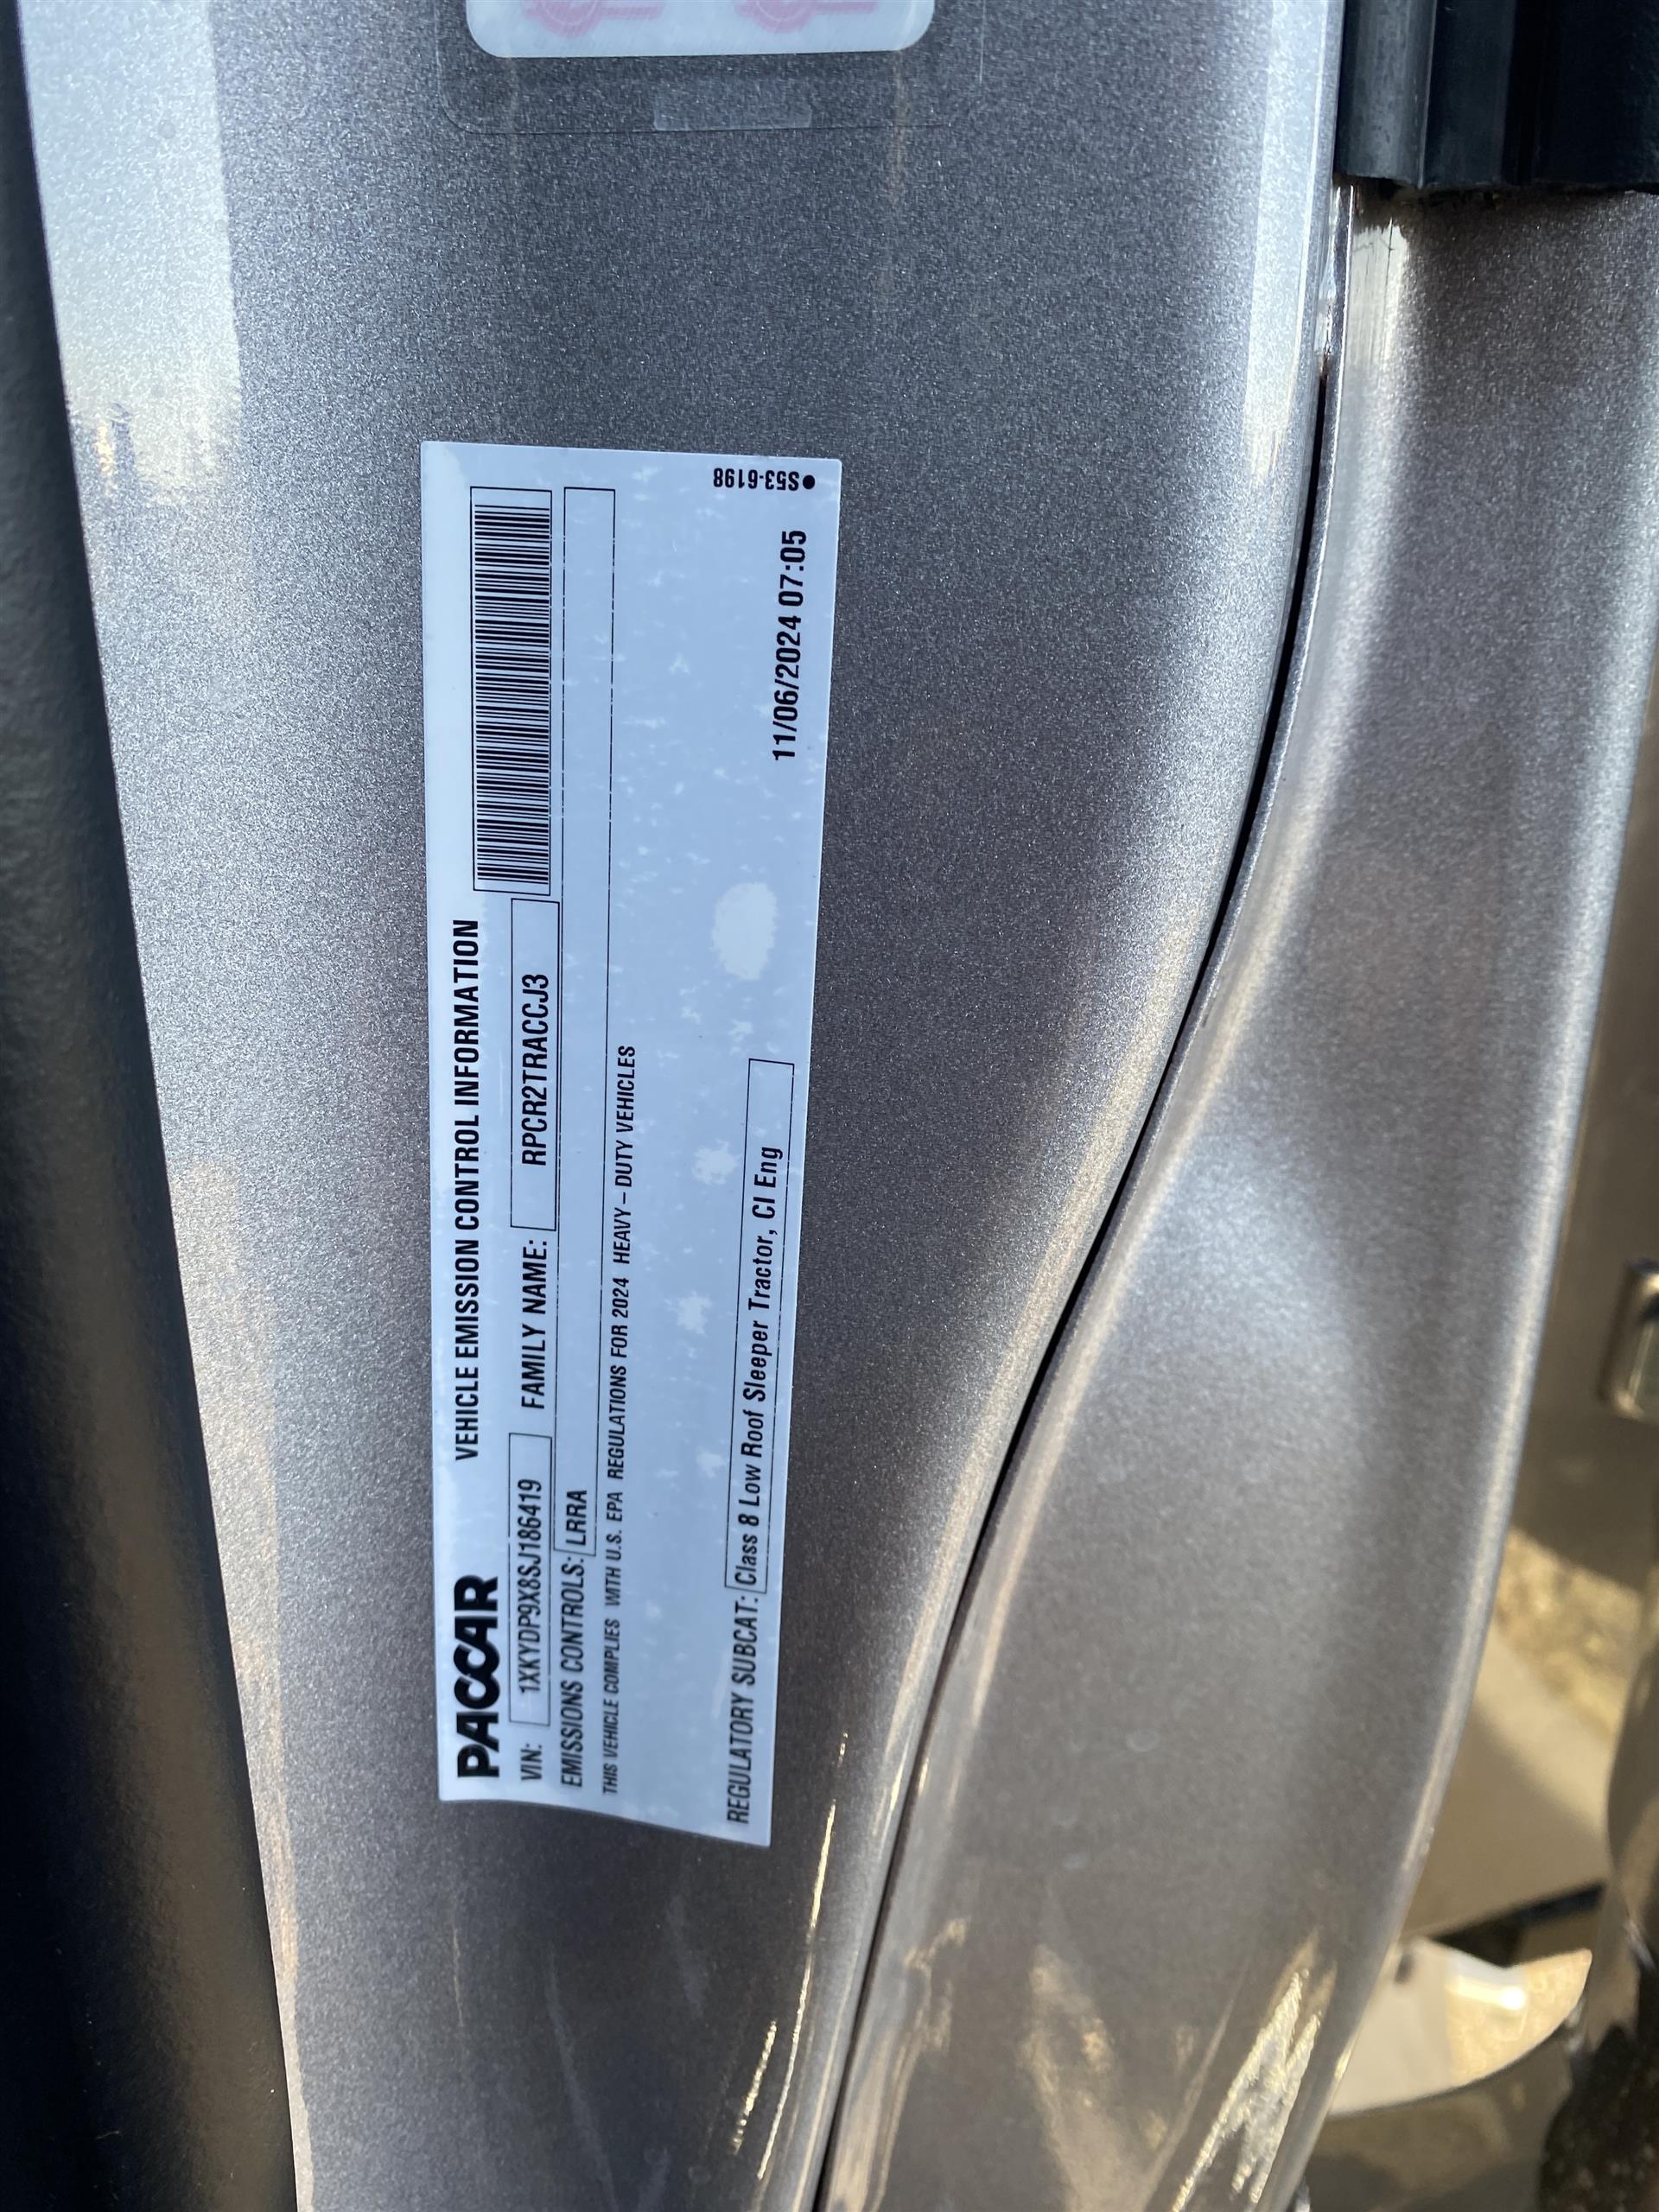 PACCAR VEHICLE EMISSION CONTROL INFORMATION
VIN: 1XKYDP9X8SJ186419 FAMILY NAME: RPCR2TRACCJ3
EMISSIONS CONTROLS: LRRA
THIS VEHICLE COMPLIES WITH U.S. EPA REGULATIONS FOR 2024 HEAVY – DUTY VEHICLES
REGULATORY SUBCAT: Class 8 Low Roof Sleeper Tractor, CI Eng
11/06/2024 07:05
●S53-6198